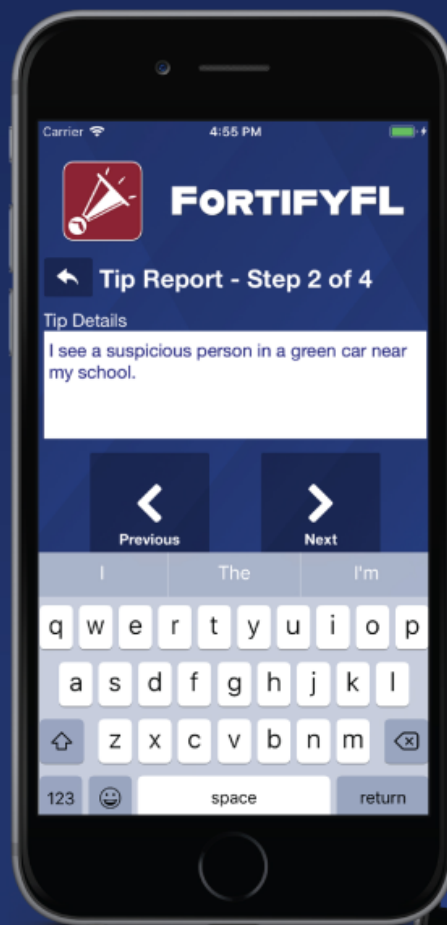 Carrier 4:55 PM
FORTIFYFL
Tip Report - Step 2 of 4
Tip Details
I see a suspicious person in a green car near
my school.
Previous Next
I The I'm
q w e r t y u i o p
a s d f g h j k l
z x c v b n m
123 space return